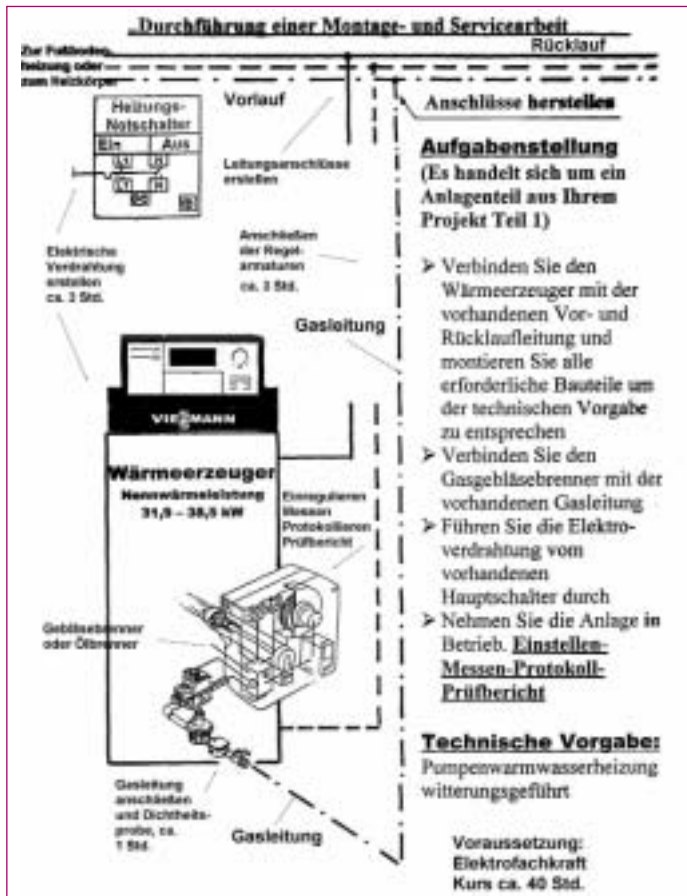 „Durchführung einer Montage- und Servicearbeit
Rücklauf
Zur Fußboden-
heizung oder
zum Heizkörper
Vorlauf
Heizungs-
Notschalter
Ein Aus
Anschlüsse herstellen
Leitungsanschlüsse
erstellen
Elektrische
Verdrahtung
erstellen
ca. 3 Std.
Anschließen
der Regel-
armaturen
ca. 3 Std.
Gasleitung
VIESSMANN
Wärmeerzeuger
Nennwärmeleistung
31,5 – 38,5 kW
Einregulieren
Messen
Protokollieren
Prüfbericht
Gebläsebrenner
oder Ölbrenner
Gasleitung
anschließen
und Dichtheits-
probe, ca.
1 Std.
Gasleitung
Aufgabenstellung
(Es handelt sich um ein
Anlagenteil aus Ihrem
Projekt Teil 1)
➢ Verbinden Sie den
Wärmeerzeuger mit der
vorhandenen Vor- und
Rücklaufleitung und
montieren Sie alle
erforderliche Bauteile um
der technischen Vorgabe
zu entsprechen
➢ Verbinden Sie den
Gasgebläsebrenner mit der
vorhandenen Gasleitung
➢ Führen Sie die Elektro-
verdrahtung vom
vorhandenen
Hauptschalter durch
➢ Nehmen Sie die Anlage in
Betrieb. Einstellen-
Messen-Protokoll-
Prüfbericht
Technische Vorgabe:
Pumpenwarmwasserheizung
witterungsgeführt
Voraussetzung:
Elektrofachkraft
Kurs ca. 40 Std.